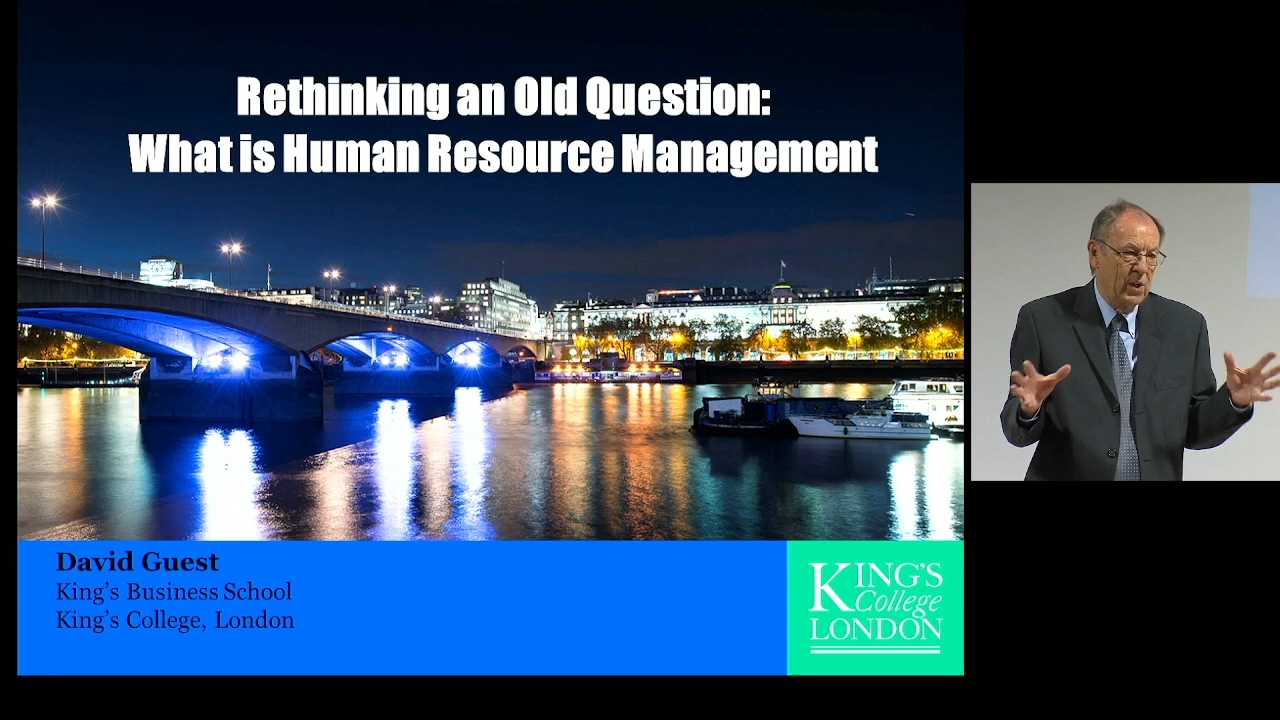 Rethinking an Old Question:
What is Human Resource Management
David Guest
King's Business School
King's College, London
KING'S
College
LONDON